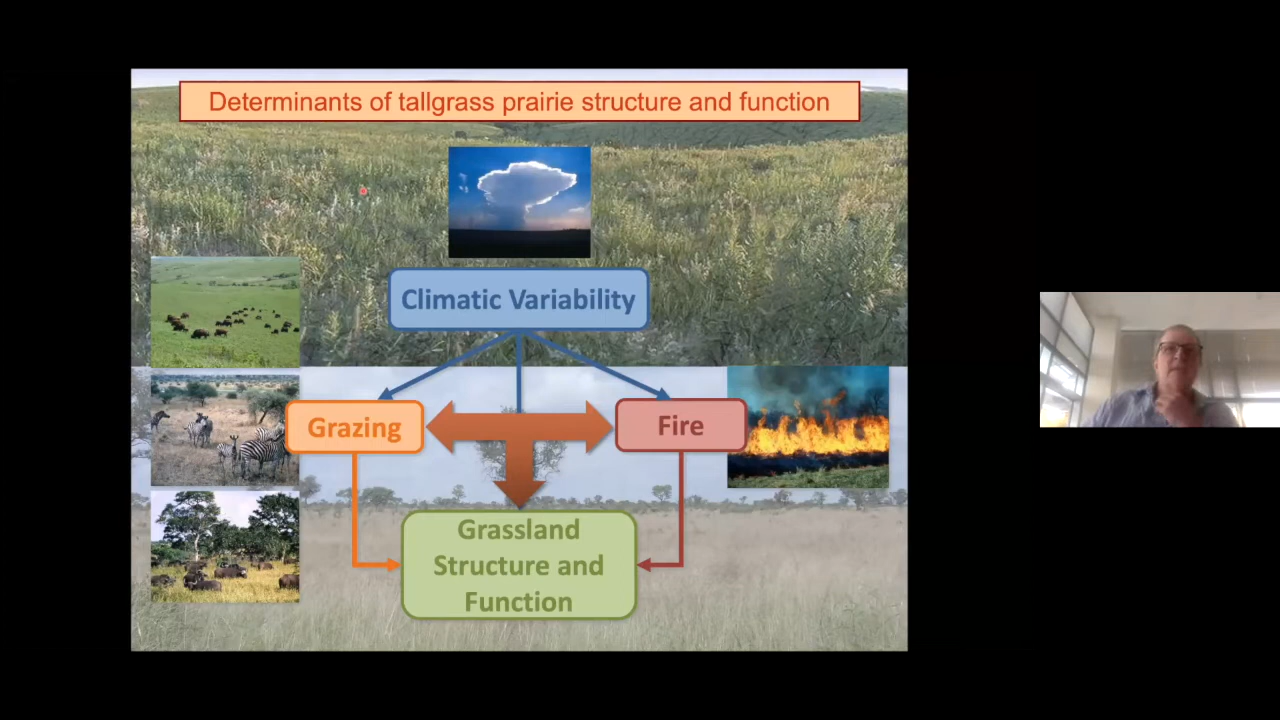 Determinants of tallgrass prairie structure and function
Climatic Variability
Grazing
Fire
Grassland
Structure and
Function